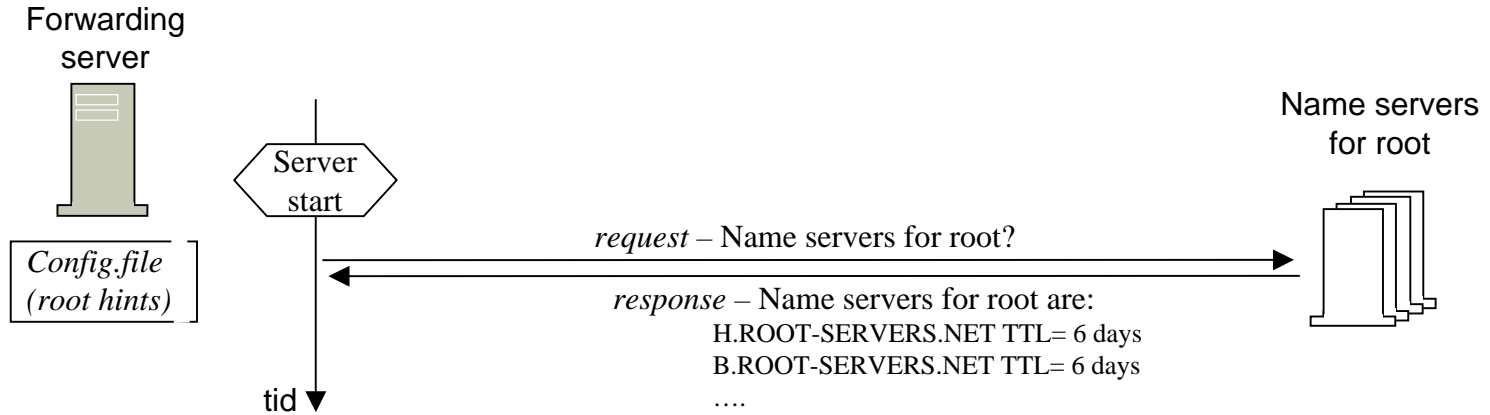 Forwarding
server
Config.file
(root hints)
Server
start
tid
request – Name servers for root?
response – Name servers for root are:
H.ROOT-SERVERS.NET TTL= 6 days
B.ROOT-SERVERS.NET TTL= 6 days
….
Name servers
for root